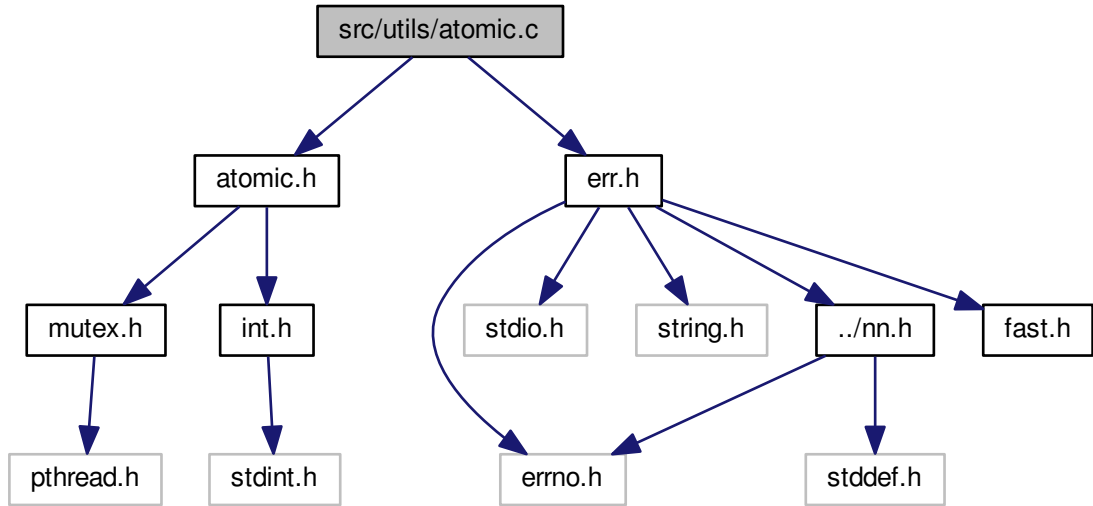 src/utils/atomic.c
atomic.h
err.h
mutex.h
int.h
stdio.h
string.h
../nn.h
fast.h
pthread.h
stdint.h
errno.h
stddef.h